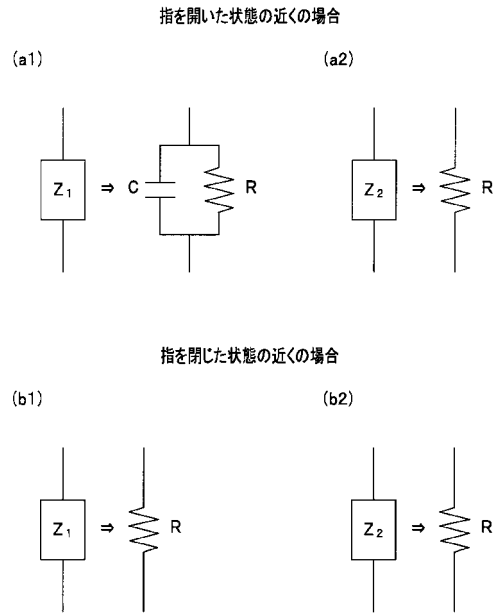 指を開いた状態の近くの場合
(a1) (a2)
Z1 ⇒ C R Z2 ⇒ R
指を閉じた状態の近くの場合
(b1) (b2)
Z1 ⇒ R Z2 ⇒ R